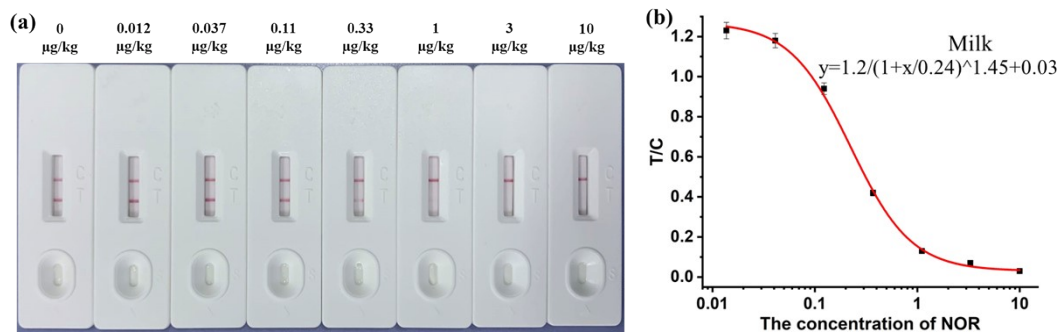 (a)
0 0.012 0.037 0.11 0.33 1 3 10
µg/kg µg/kg µg/kg µg/kg µg/kg µg/kg µg/kg µg/kg
C C C C C C C C
T T T T T T T T
(b)
Milk
y=1.2/(1+x/0.24)^1.45+0.03
T/C
1.2
1.0
0.8
0.6
0.4
0.2
0.0
0.01 0.1 1 10
The concentration of NOR